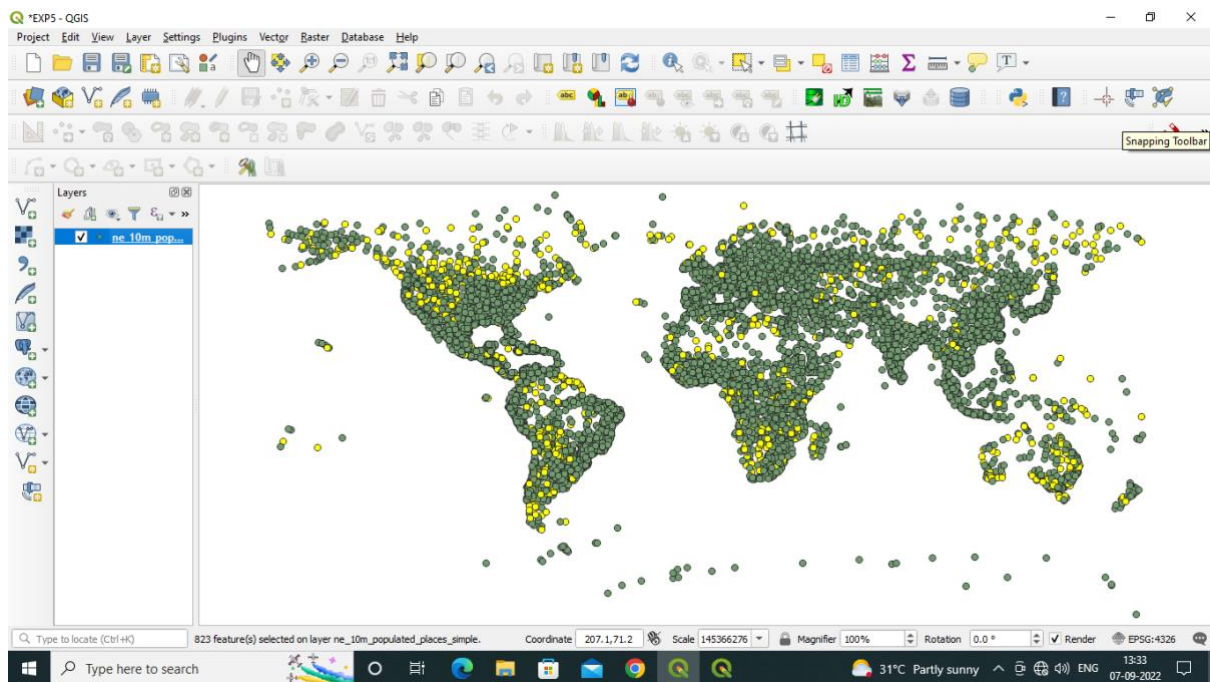 *EXP5 - QGIS
Project Edit View Layer Settings Plugins Vector Raster Database Help
Snapping Toolbar
Layers
ne_10m_pop...
Type to locate (Ctrl+K) 823 feature(s) selected on layer ne_10m_populated_places_simple. Coordinate 207.1,71.2 Scale 145366276 Magnifier 100% Rotation 0.0 ° Render EPSG:4326
Type here to search 31°C Partly sunny ENG 13:33
07-09-2022